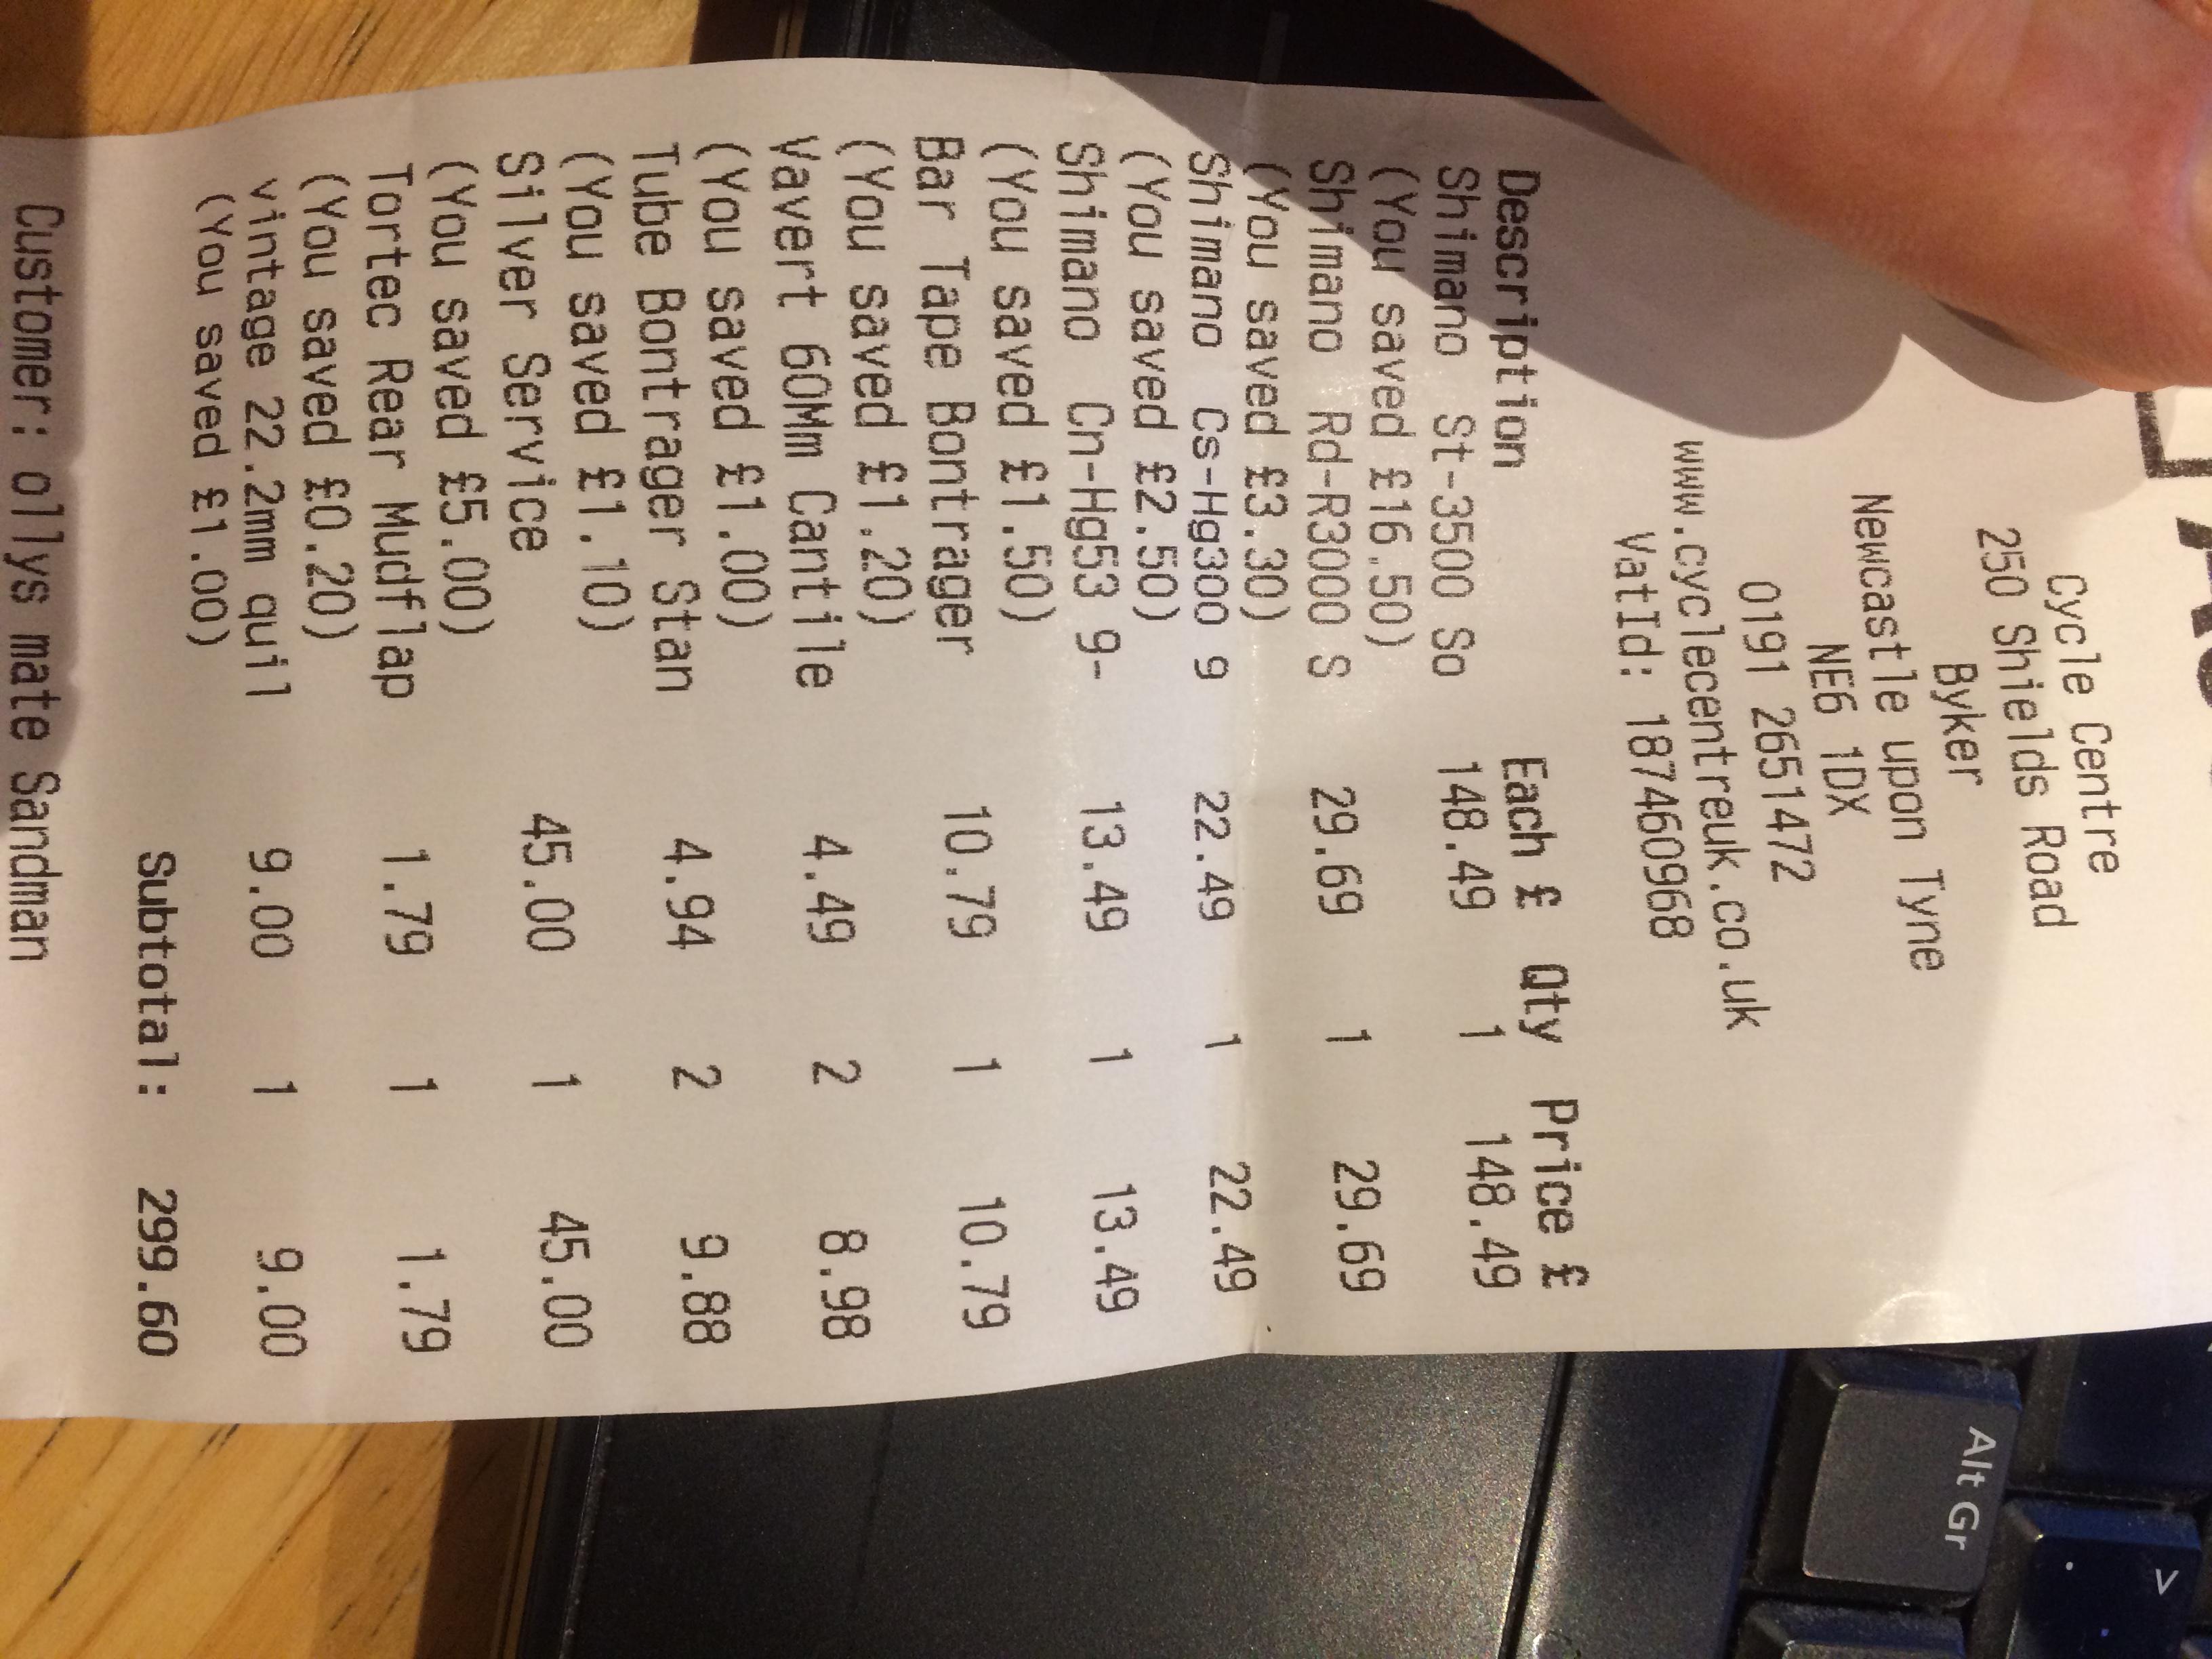 Cycle Centre
250 Shields Road
Byker
Newcastle upon Tyne
NE6 1DX
0191 2651472
www.cyclecentreuk.co.uk
VatId: 187460968
Description Each £ Qty Price £
Shimano St-3500 So 148.49 1 148.49
(You saved £16.50)
Shimano Rd-R3000 S 29.69 1 29.69
(You saved £3.30)
Shimano Cs-Hg300 9 22.49 1 22.49
(You saved £2.50)
Shimano Cn-Hg53 9- 13.49 1 13.49
(You saved £1.50)
Bar Tape Bontrager 10.79 1 10.79
(You saved £1.20)
Vavert 60Mm Cantile 4.49 2 8.98
(You saved £1.00)
Tube Bontrager Stan 4.94 2 9.88
(You saved £1.10)
Silver Service 45.00 1 45.00
(You saved £5.00)
Tortec Rear Mudflap 1.79 1 1.79
(You saved £0.20)
vintage 22.2mm quil 9.00 1 9.00
(You saved £1.00)
Subtotal: 299.60
Customer: ollys mate Sandman
Alt Gr
>
.